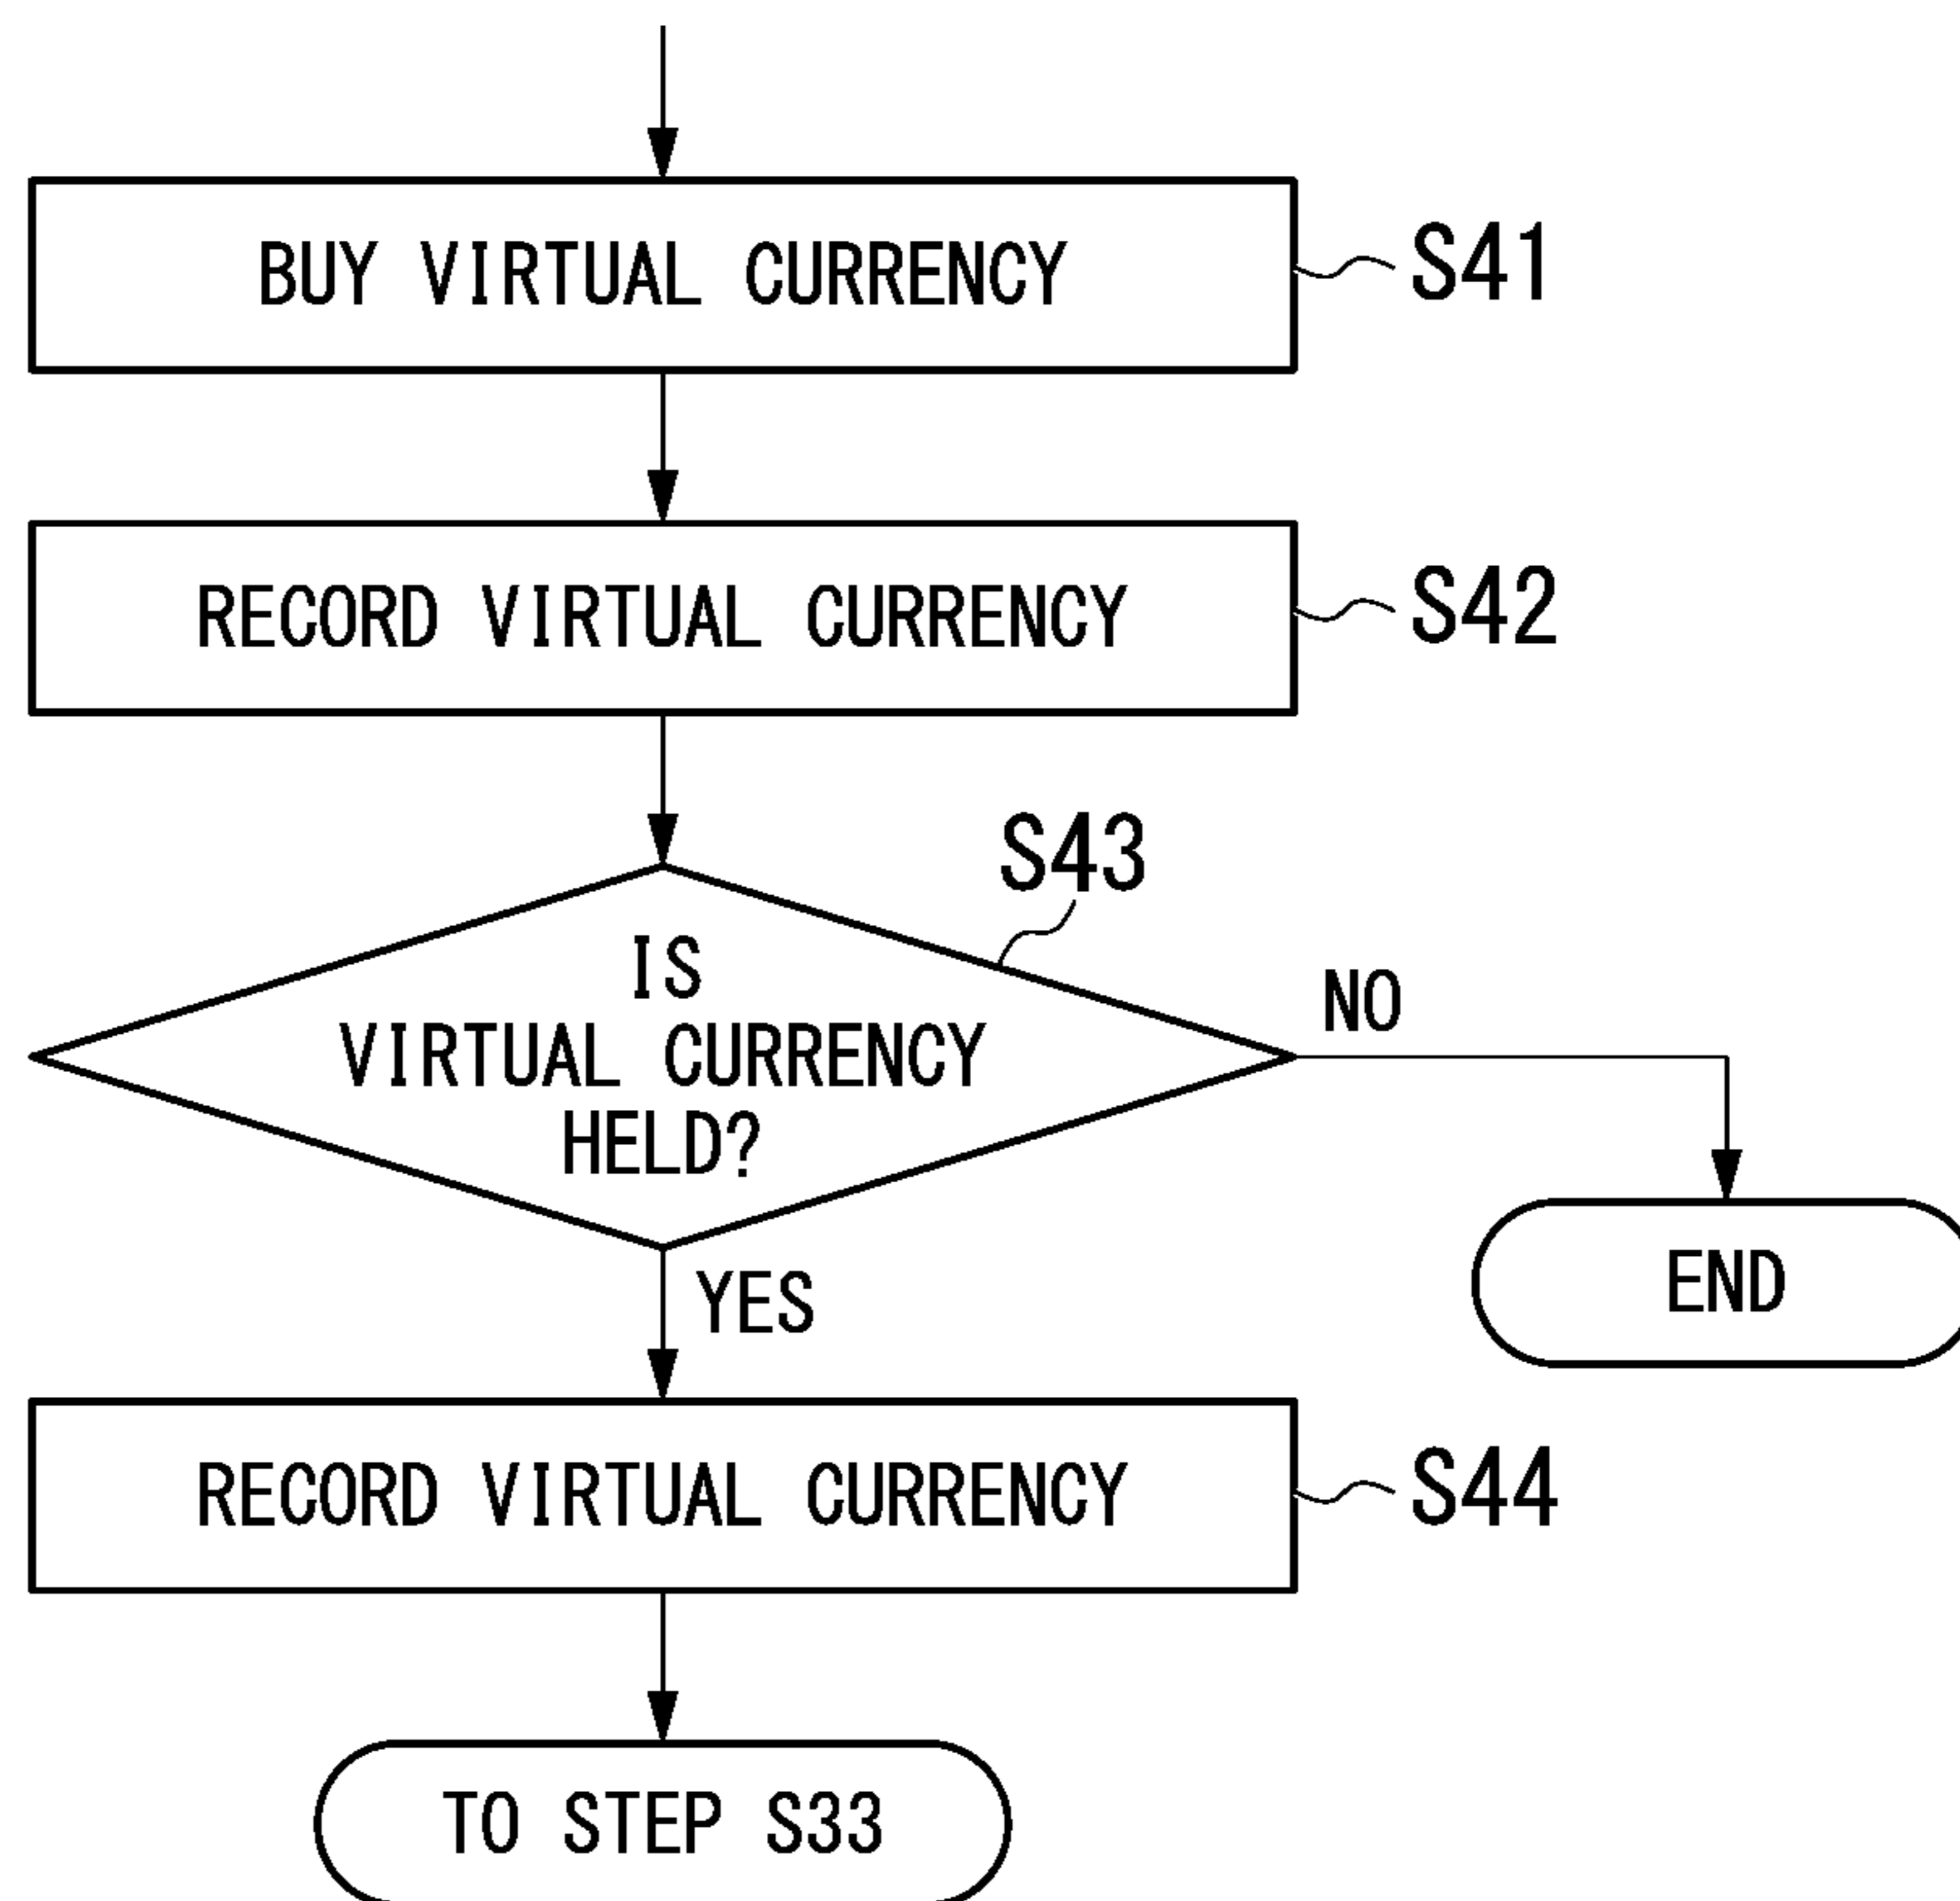 BUY VIRTUAL CURRENCY
S41
RECORD VIRTUAL CURRENCY
S42
S43
IS
VIRTUAL CURRENCY
HELD?
NO
END
YES
RECORD VIRTUAL CURRENCY
S44
TO STEP S33